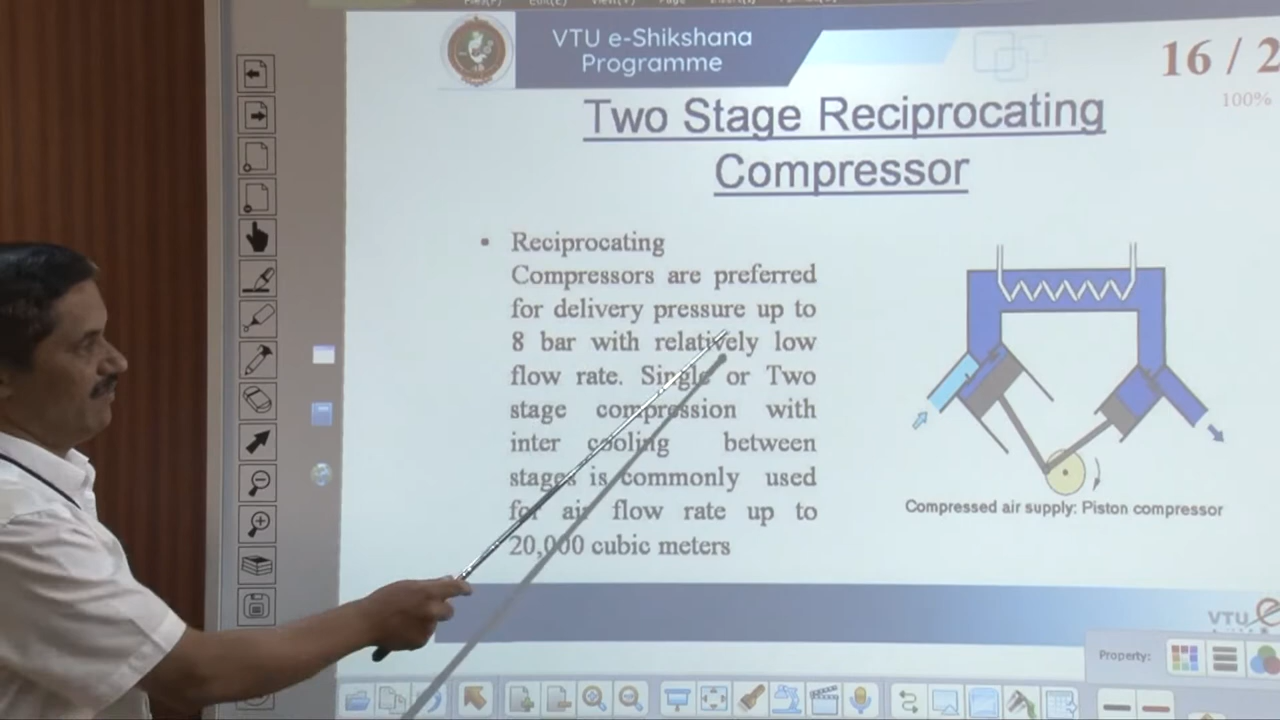 VTU e-Shikshana
Programme
16 / 2
100%
Two Stage Reciprocating
Compressor
• Reciprocating
Compressors are preferred
for delivery pressure up to
8 bar with relatively low
flow rate. Single or Two
stage compression with
inter cooling between
stages is commonly used
for air flow rate up to
20,000 cubic meters
Compressed air supply: Piston compressor
VTU
Property: